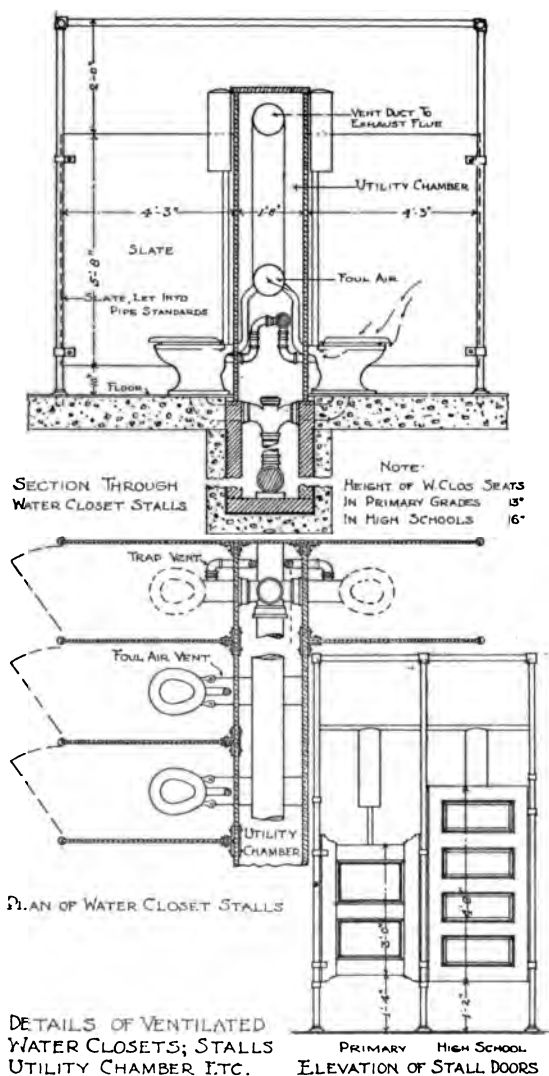 2'-0"
VENT DUCT TO
EXHAUST FLUE
UTILITY CHAMBER
4'-3"
1'-8"
4'-3"
SLATE
5'-8"
FOUL AIR
SLATE, LET INTO
PIPE STANDARDS
10"
FLOOR
SECTION THROUGH
WATER CLOSET STALLS
NOTE-
HEIGHT OF W. CLOS SEATS
IN PRIMARY GRADES 13"
IN HIGH SCHOOLS 16"
TRAP VENT
FOUL AIR VENT
UTILITY
CHAMBER
PLAN OF WATER CLOSET STALLS
3'-0"
4'-8"
1'-4"
1'-2"
DETAILS OF VENTILATED
WATER CLOSETS; STALLS
UTILITY CHAMBER ETC.
PRIMARY HIGH SCHOOL
ELEVATION OF STALL DOORS